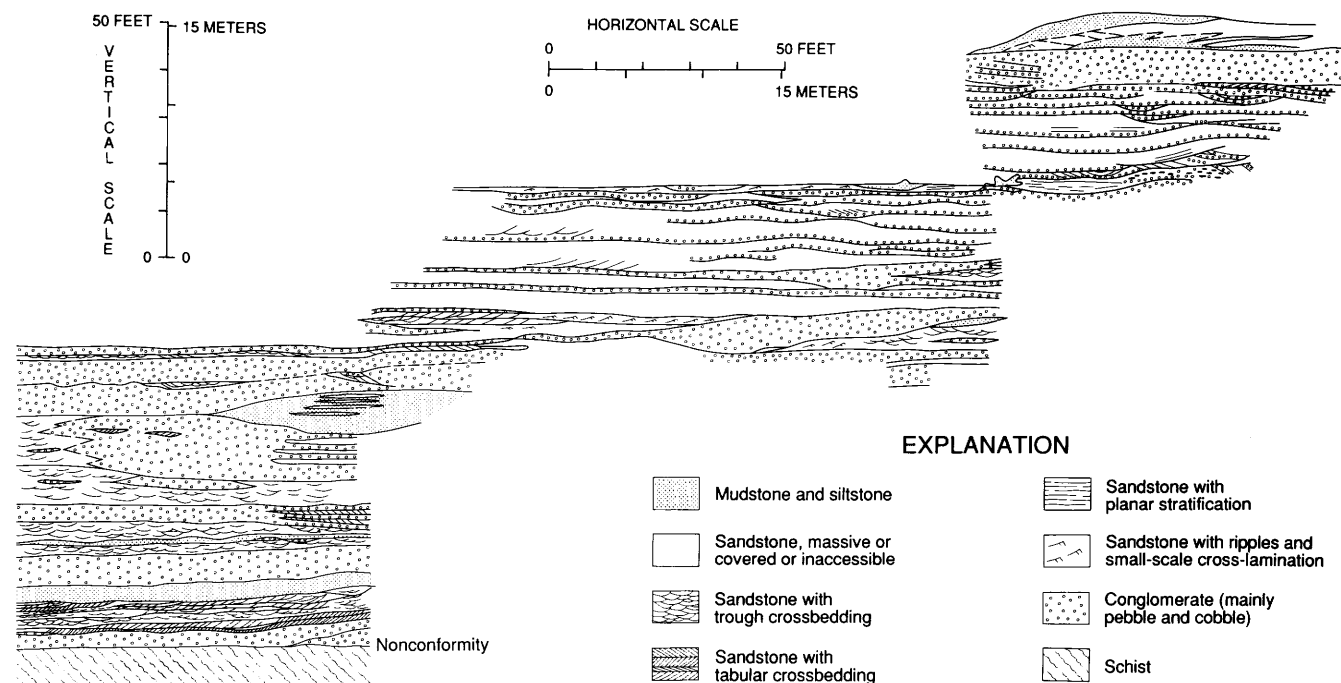 50 FEET
15 METERS
VERTICAL SCALE
0
0
HORIZONTAL SCALE
0
50 FEET
0
15 METERS
Nonconformity
EXPLANATION
Mudstone and siltstone
Sandstone, massive or
covered or inaccessible
Sandstone with
trough crossbedding
Sandstone with
tabular crossbedding
Sandstone with
planar stratification
Sandstone with ripples and
small-scale cross-lamination
Conglomerate (mainly
pebble and cobble)
Schist